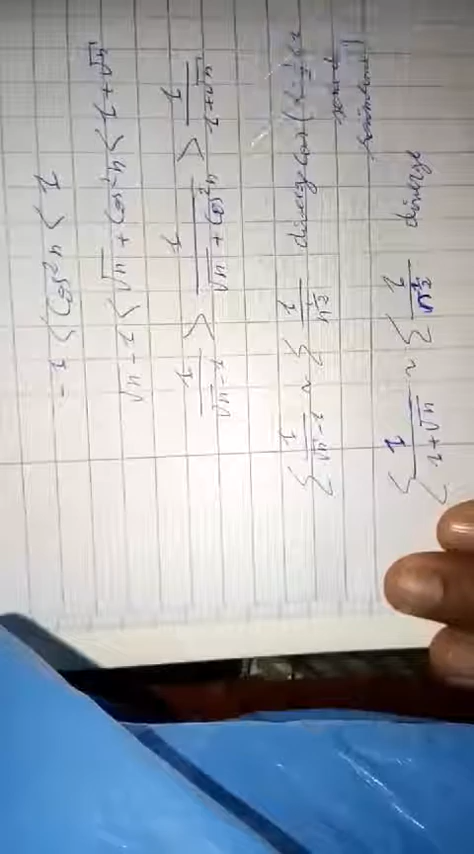 -1 < Cos²n < 1
√n - 1 < √n + Cos²n < 1 + √n
1/(√n - 1) > 1/(√n + Cos²n) > 1/(1 + √n)
∑ 1/(√n - 1) ~ ∑ 1/n^(1/2) diverge car
∑ 1/(1 + √n) ~ ∑ 1/n^(1/2) diverge